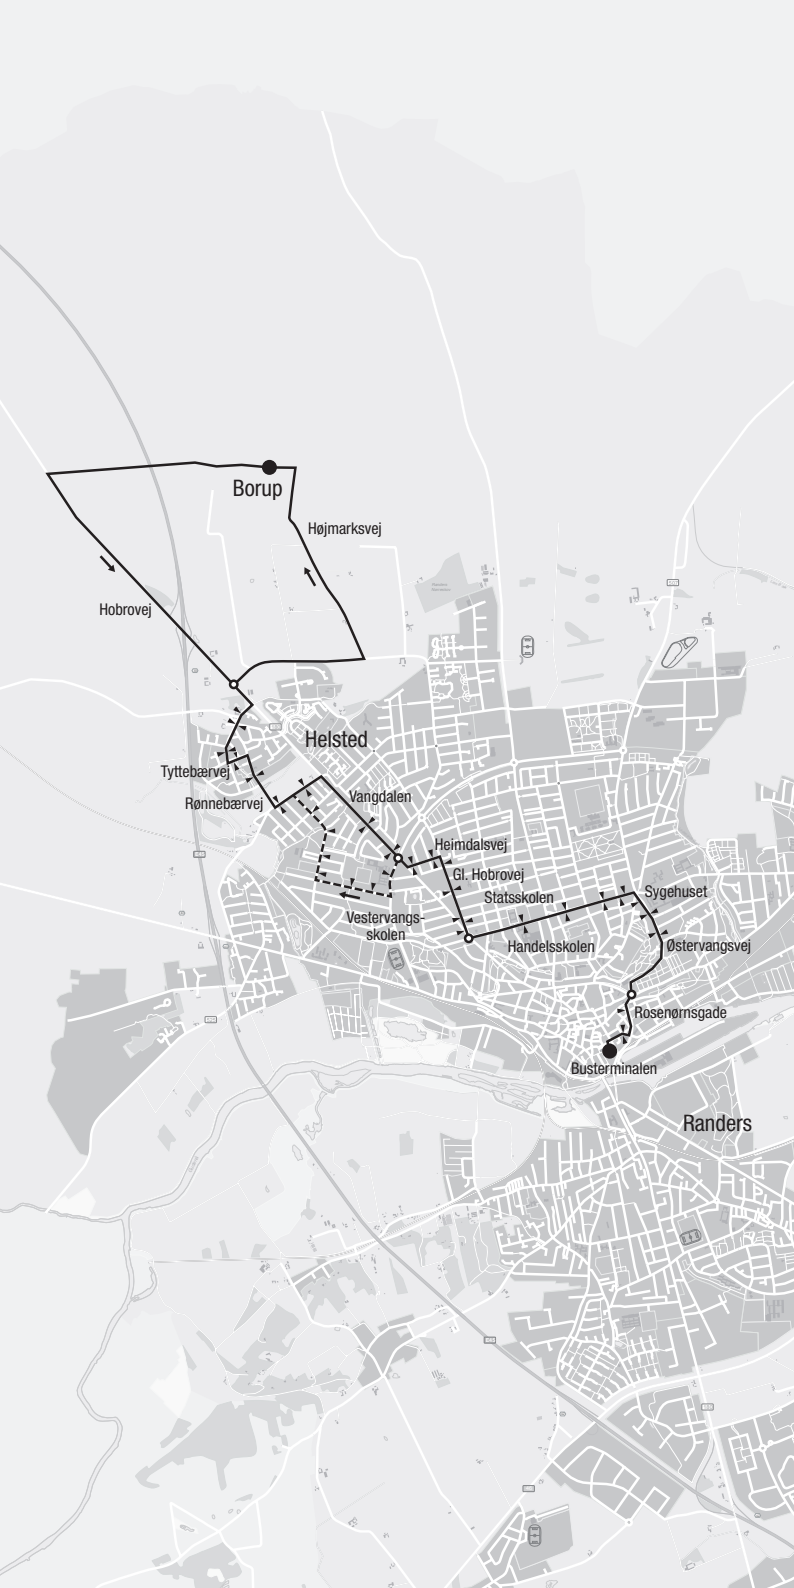 Borup
Højmarksvej
Hobrovej
Helsted
Tyttebærvej
Rønnebærvej
Vangdalen
Heimdalsvej
Gl. Hobrovej
Statsskolen
Sygehuset
Vestervangs-
skolen
Handelsskolen
Østervangsvej
Rosenørnsgade
Busterminalen
Randers